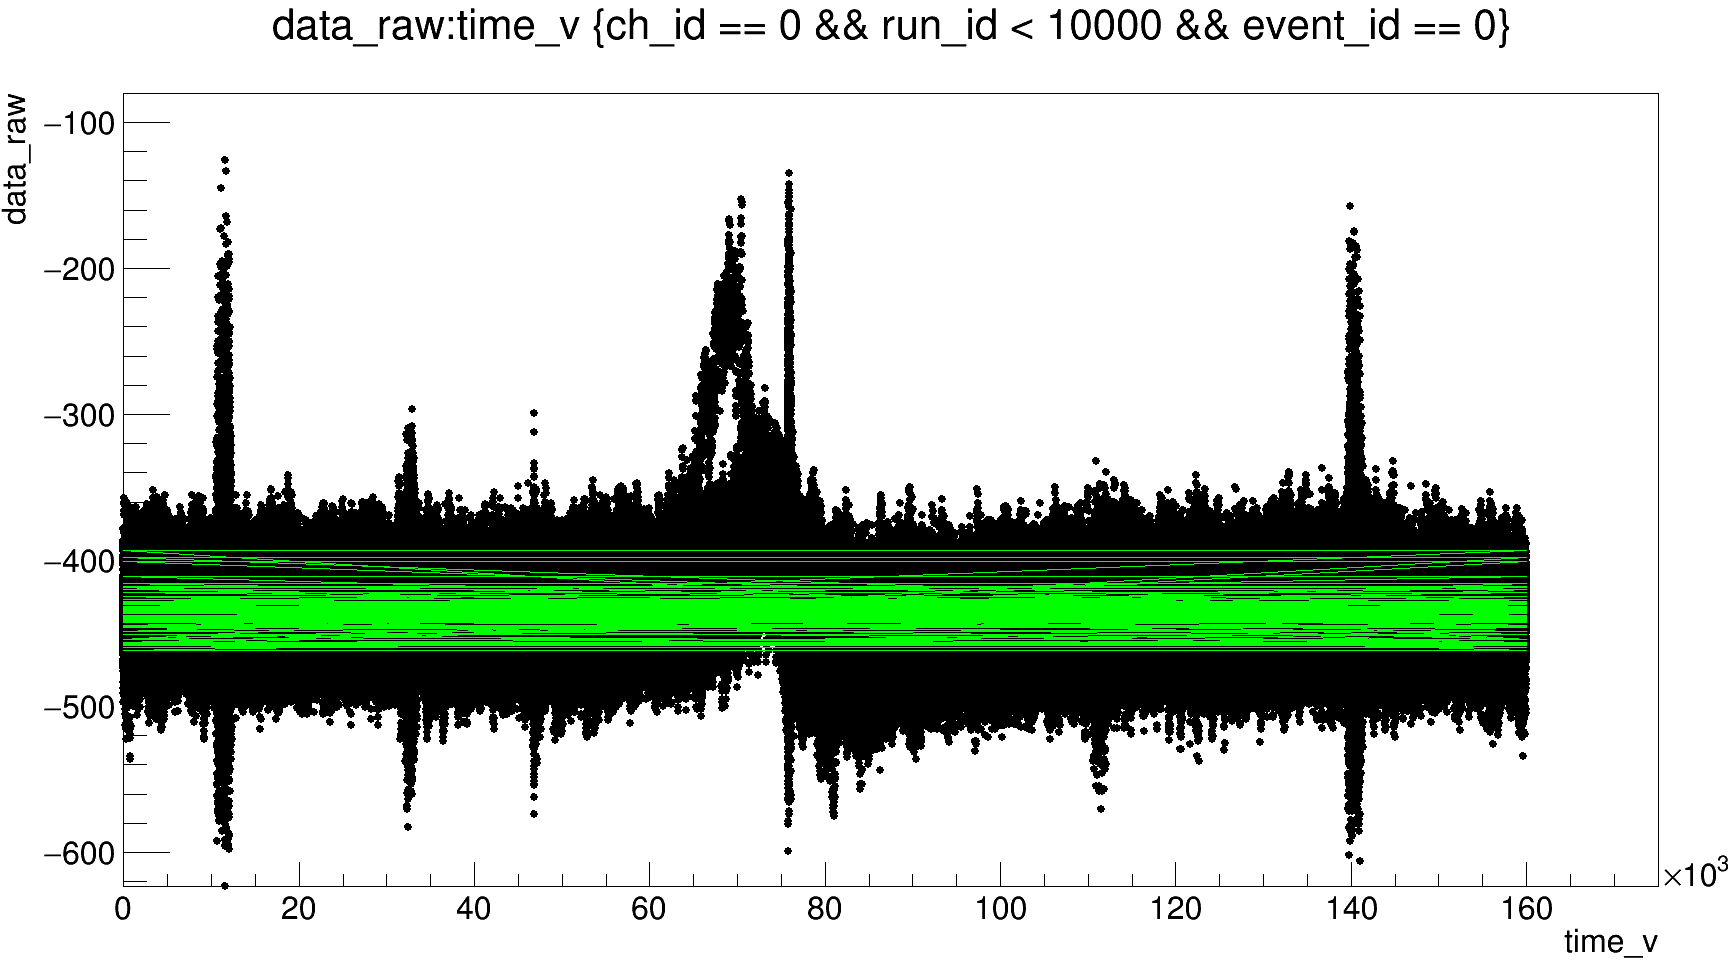 data_raw:time_v {ch_id == 0 && run_id < 10000 && event_id == 0}
data_raw
−100
−200
−300
−400
−500
−600
0 20 40 60 80 100 120 140 160
×10³
time_v